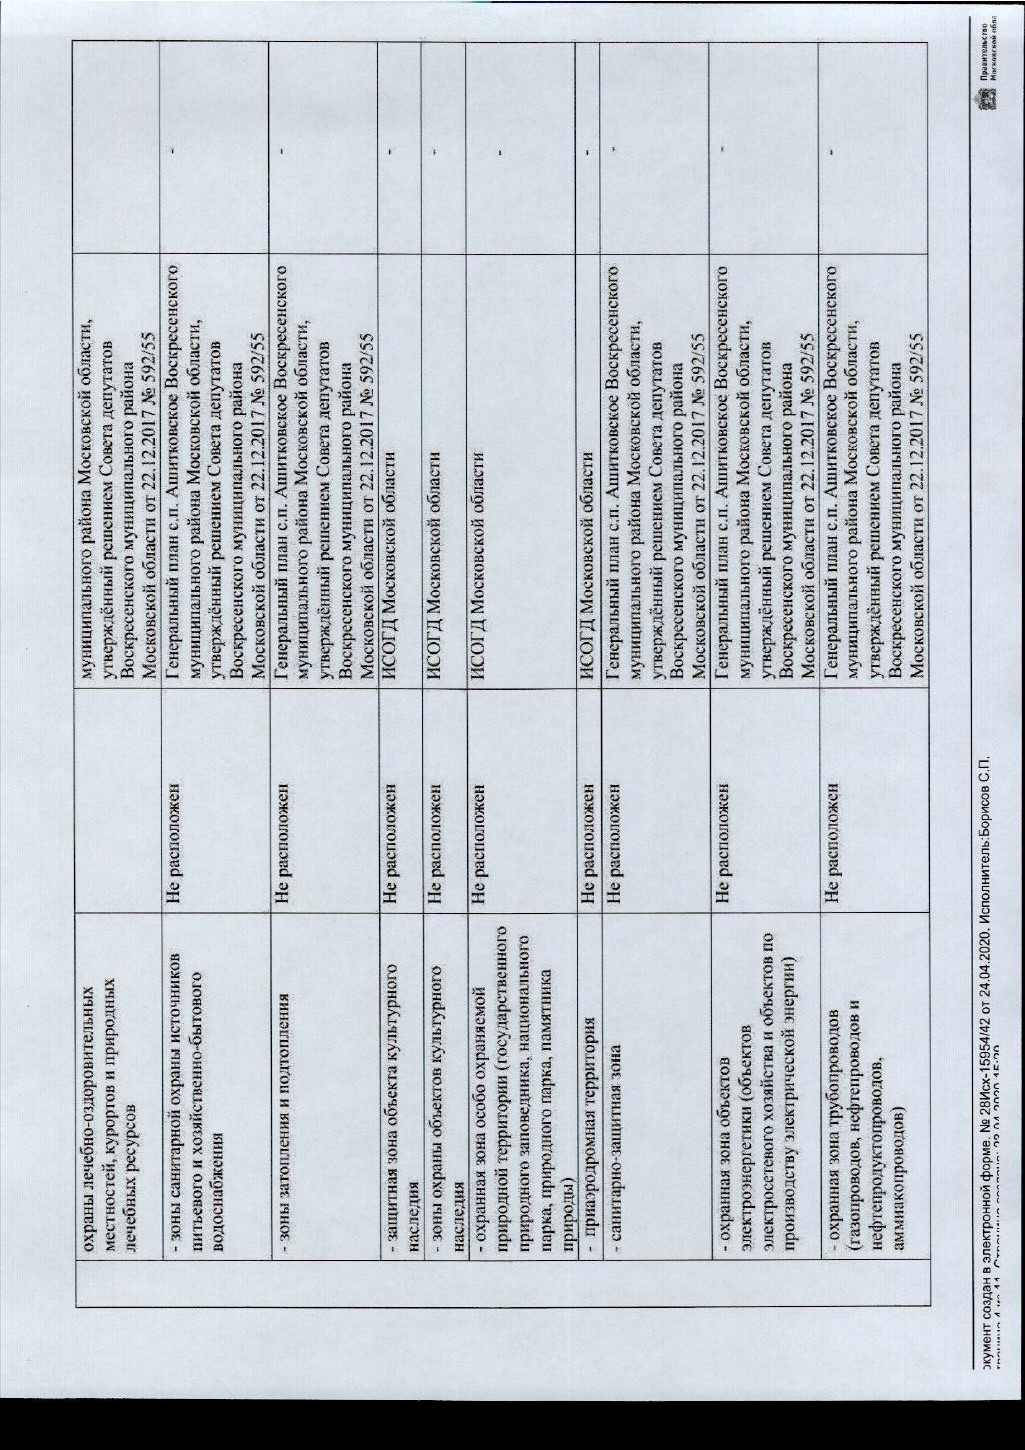 охраны лечебно-оздоровительных
местностей, курортов и природных
лечебных ресурсов
муниципального района Московской области,
утверждённый решением Совета депутатов
Воскресенского муниципального района
Московской области от 22.12.2017 № 592/55
- зоны санитарной охраны источников
питьевого и хозяйственно-бытового
водоснабжения
Не расположен
Генеральный план с.п. Ашитковское Воскресенского
муниципального района Московской области,
утверждённый решением Совета депутатов
Воскресенского муниципального района
Московской области от 22.12.2017 № 592/55
-
- зоны затопления и подтопления
Не расположен
Генеральный план с.п. Ашитковское Воскресенского
муниципального района Московской области,
утверждённый решением Совета депутатов
Воскресенского муниципального района
Московской области от 22.12.2017 № 592/55
-
- защитная зона объекта культурного
наследия
Не расположен
ИСОГД Московской области
-
- зоны охраны объектов культурного
наследия
Не расположен
ИСОГД Московской области
-
- охранная зона особо охраняемой
природной территории (государственного
природного заповедника, национального
парка, природного парка, памятника
природы)
Не расположен
ИСОГД Московской области
-
- приаэродромная территория
Не расположен
ИСОГД Московской области
-
- санитарно-защитная зона
Не расположен
Генеральный план с.п. Ашитковское Воскресенского
муниципального района Московской области,
утверждённый решением Совета депутатов
Воскресенского муниципального района
Московской области от 22.12.2017 № 592/55
-
- охранная зона объектов
электроэнергетики (объектов
электросетевого хозяйства и объектов по
производству электрической энергии)
Не расположен
Генеральный план с.п. Ашитковское Воскресенского
муниципального района Московской области,
утверждённый решением Совета депутатов
Воскресенского муниципального района
Московской области от 22.12.2017 № 592/55
-
- охранная зона трубопроводов
(газопроводов, нефтепроводов и
нефтепродуктопроводов,
аммиакопроводов)
Не расположен
Генеральный план с.п. Ашитковское Воскресенского
муниципального района Московской области,
утверждённый решением Совета депутатов
Воскресенского муниципального района
Московской области от 22.12.2017 № 592/55
-
окумент создан в электронной форме. № 28Исх-15954/42 от 24.04.2020. Исполнитель:Борисов С.П.
Правительство
Московской обла